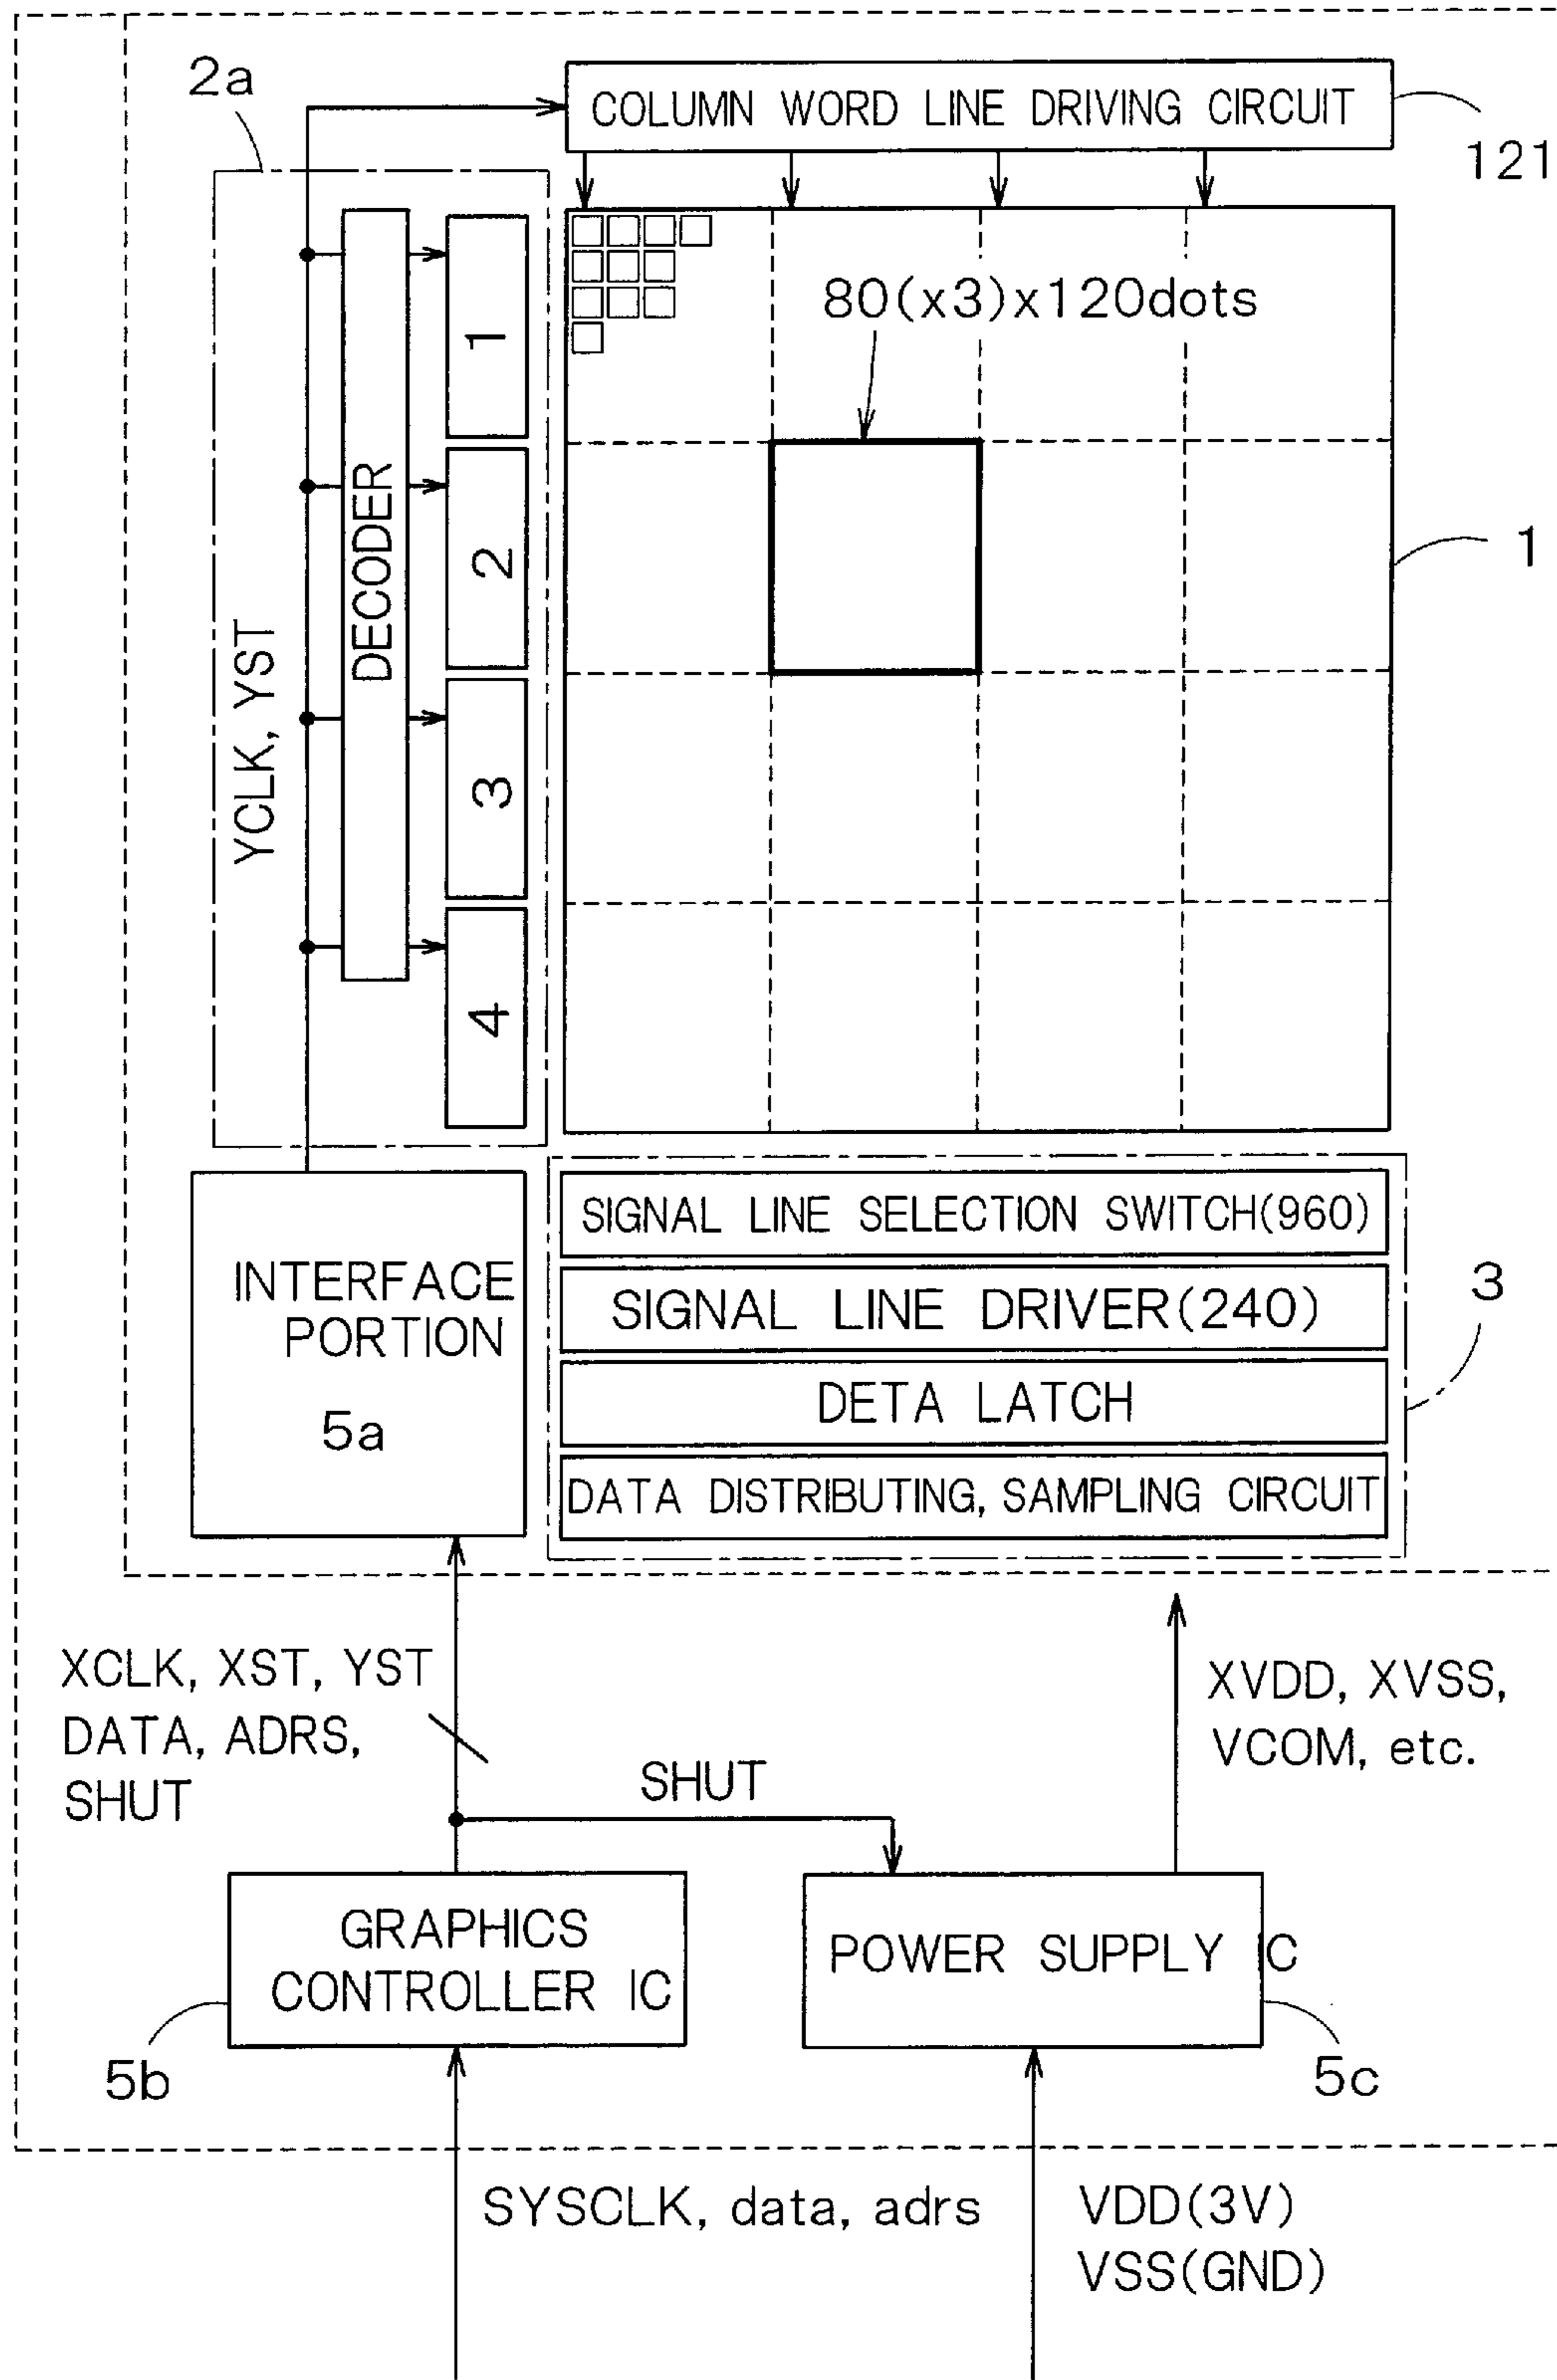 2a
COLUMN WORD LINE DRIVING CIRCUIT
121
80(x3)x120dots
YCLK, YST
DECODER
1
2
3
4
1
SIGNAL LINE SELECTION SWITCH(960)
SIGNAL LINE DRIVER(240)
DETA LATCH
DATA DISTRIBUTING, SAMPLING CIRCUIT
3
INTERFACE
PORTION
5a
XCLK, XST, YST
DATA, ADRS,
SHUT
SHUT
XVDD, XVSS,
VCOM, etc.
GRAPHICS
CONTROLLER IC
5b
POWER SUPPLY IC
5c
SYSCLK, data, adrs
VDD(3V)
VSS(GND)